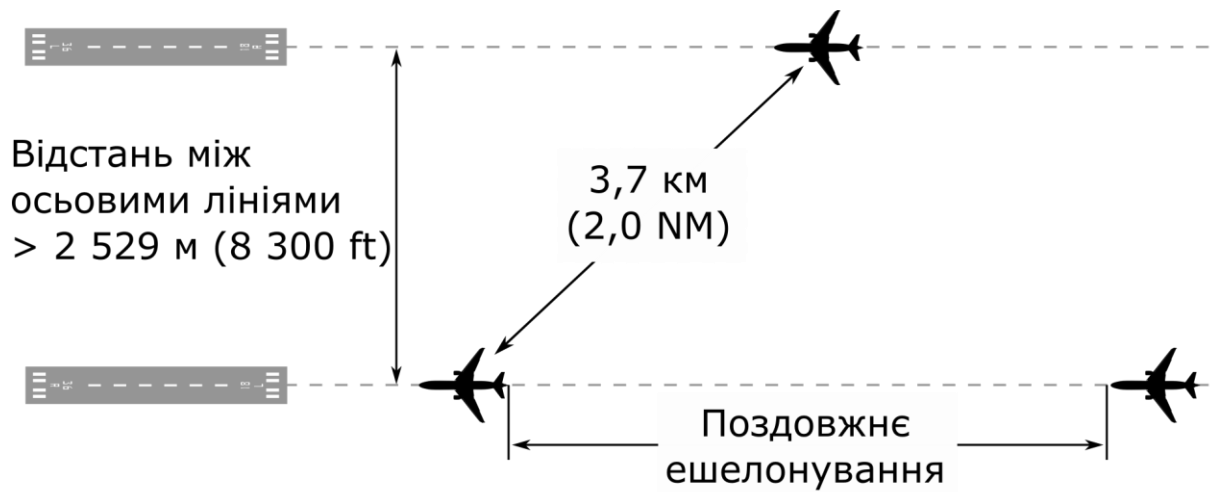 Відстань між
осьовими лініями
> 2 529 м (8 300 ft)
3,7 км
(2,0 NM)
Поздовжнє
ешелонування